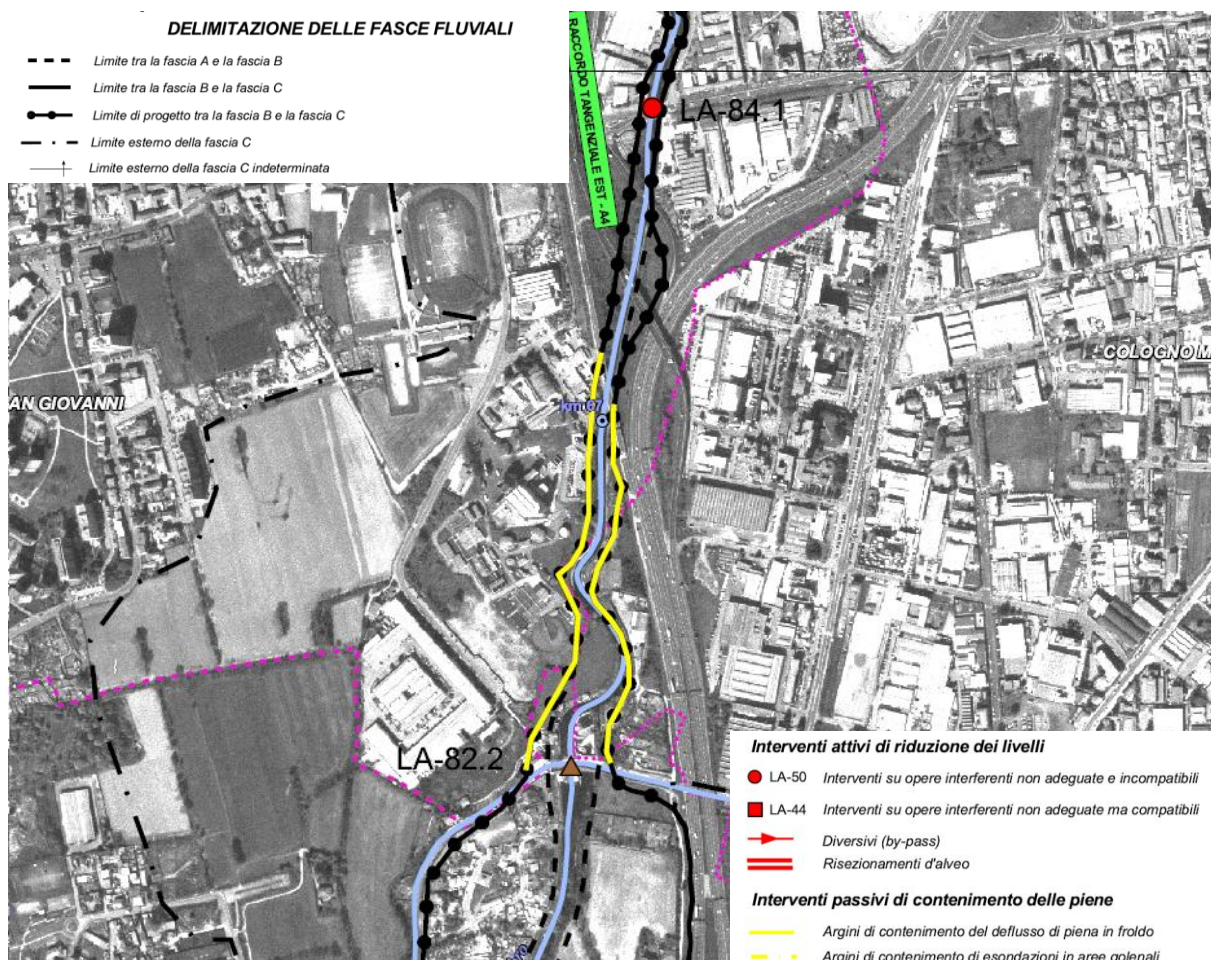 DELIMITAZIONE DELLE FASCE FLUVIALI
Limite tra la fascia A e la fascia B
Limite tra la fascia B e la fascia C
Limite di progetto tra la fascia B e la fascia C
Limite esterno della fascia C
Limite esterno della fascia C indeterminata
RACCORDO TANGENZIALE EST - A4
LA-84.1
COLOGNO M
AN GIOVANNI
km 67
LA-82.2
Interventi attivi di riduzione dei livelli
LA-50 Interventi su opere interferenti non adeguate e incompatibili
LA-44 Interventi su opere interferenti non adeguate ma compatibili
Diversivi (by-pass)
Risezionamenti d'alveo
Interventi passivi di contenimento delle piene
Argini di contenimento del deflusso di piena in froldo
Argini di contenimento di esondazioni in aree golenali